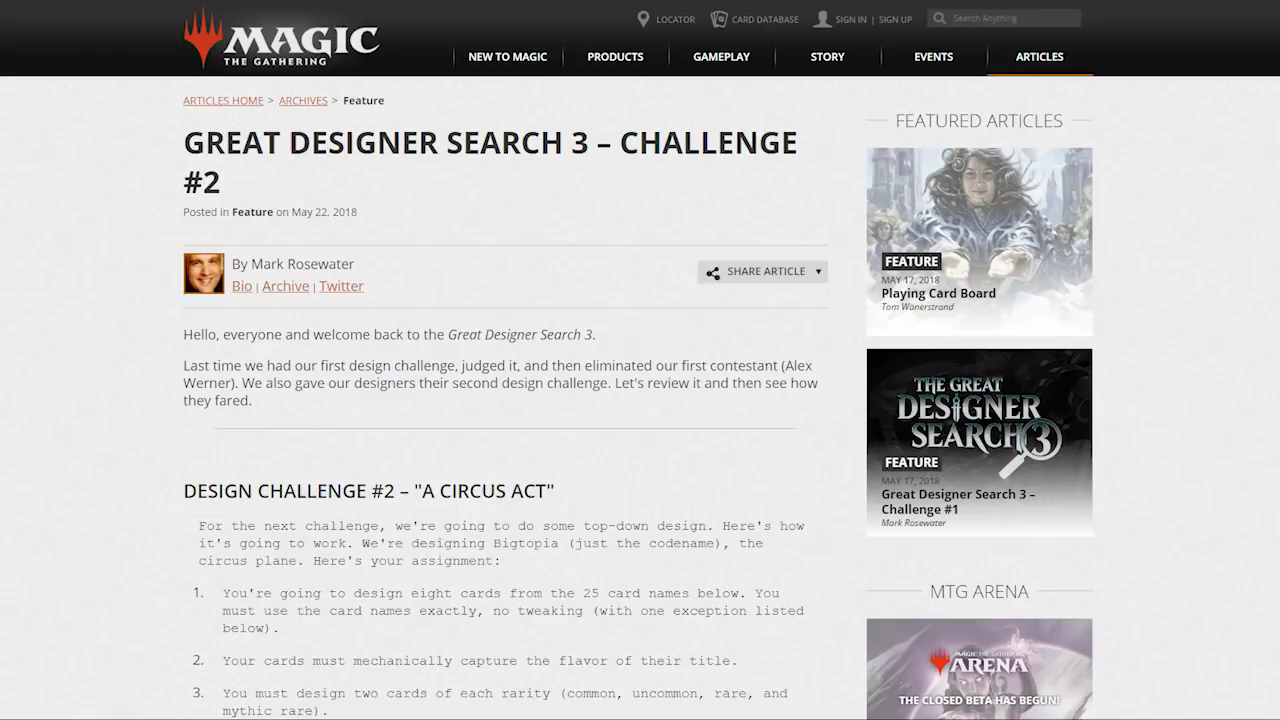 MAGIC
THE GATHERING
LOCATOR
CARD DATABASE
SIGN IN | SIGN UP
Search Anything
NEW TO MAGIC
PRODUCTS
GAMEPLAY
STORY
EVENTS
ARTICLES
ARTICLES HOME > ARCHIVES > Feature
GREAT DESIGNER SEARCH 3 – CHALLENGE
#2
Posted in Feature on May 22, 2018
By Mark Rosewater
Bio | Archive | Twitter
SHARE ARTICLE
Hello, everyone and welcome back to the Great Designer Search 3.
Last time we had our first design challenge, judged it, and then eliminated our first contestant (Alex
Werner). We also gave our designers their second design challenge. Let's review it and then see how
they fared.
DESIGN CHALLENGE #2 – "A CIRCUS ACT"
For the next challenge, we're going to do some top-down design. Here's how
it's going to work. We're designing Bigtopia (just the codename), the
circus plane. Here's your assignment:
1. You're going to design eight cards from the 25 card names below. You
must use the card names exactly, no tweaking (with one exception listed
below).
2. Your cards must mechanically capture the flavor of their title.
3. You must design two cards of each rarity (common, uncommon, rare, and
mythic rare).
FEATURED ARTICLES
FEATURE
MAY 17, 2018
Playing Card Board
Tom Wänerstrand
THE GREAT
DESIGNER
SEARCH 3
FEATURE
MAY 17, 2018
Great Designer Search 3 –
Challenge #1
Mark Rosewater
MTG ARENA
MAGIC THE GATHERING
ARENA
THE CLOSED BETA HAS BEGUN!